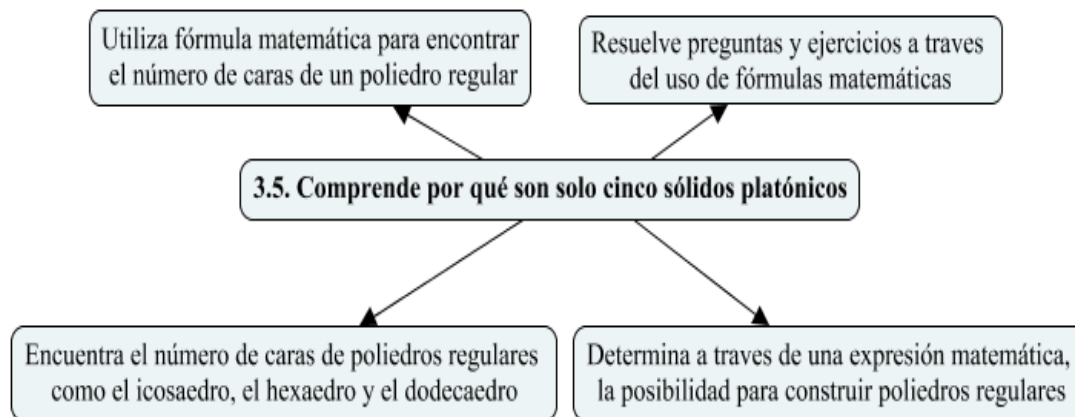 Utiliza fórmula matemática para encontrar
el número de caras de un poliedro regular
Resuelve preguntas y ejercicios a traves
del uso de fórmulas matemáticas
3.5. Comprende por qué son solo cinco sólidos platónicos
Encuentra el número de caras de poliedros regulares
como el icosaedro, el hexaedro y el dodecaedro
Determina a traves de una expresión matemática,
la posibilidad para construir poliedros regulares